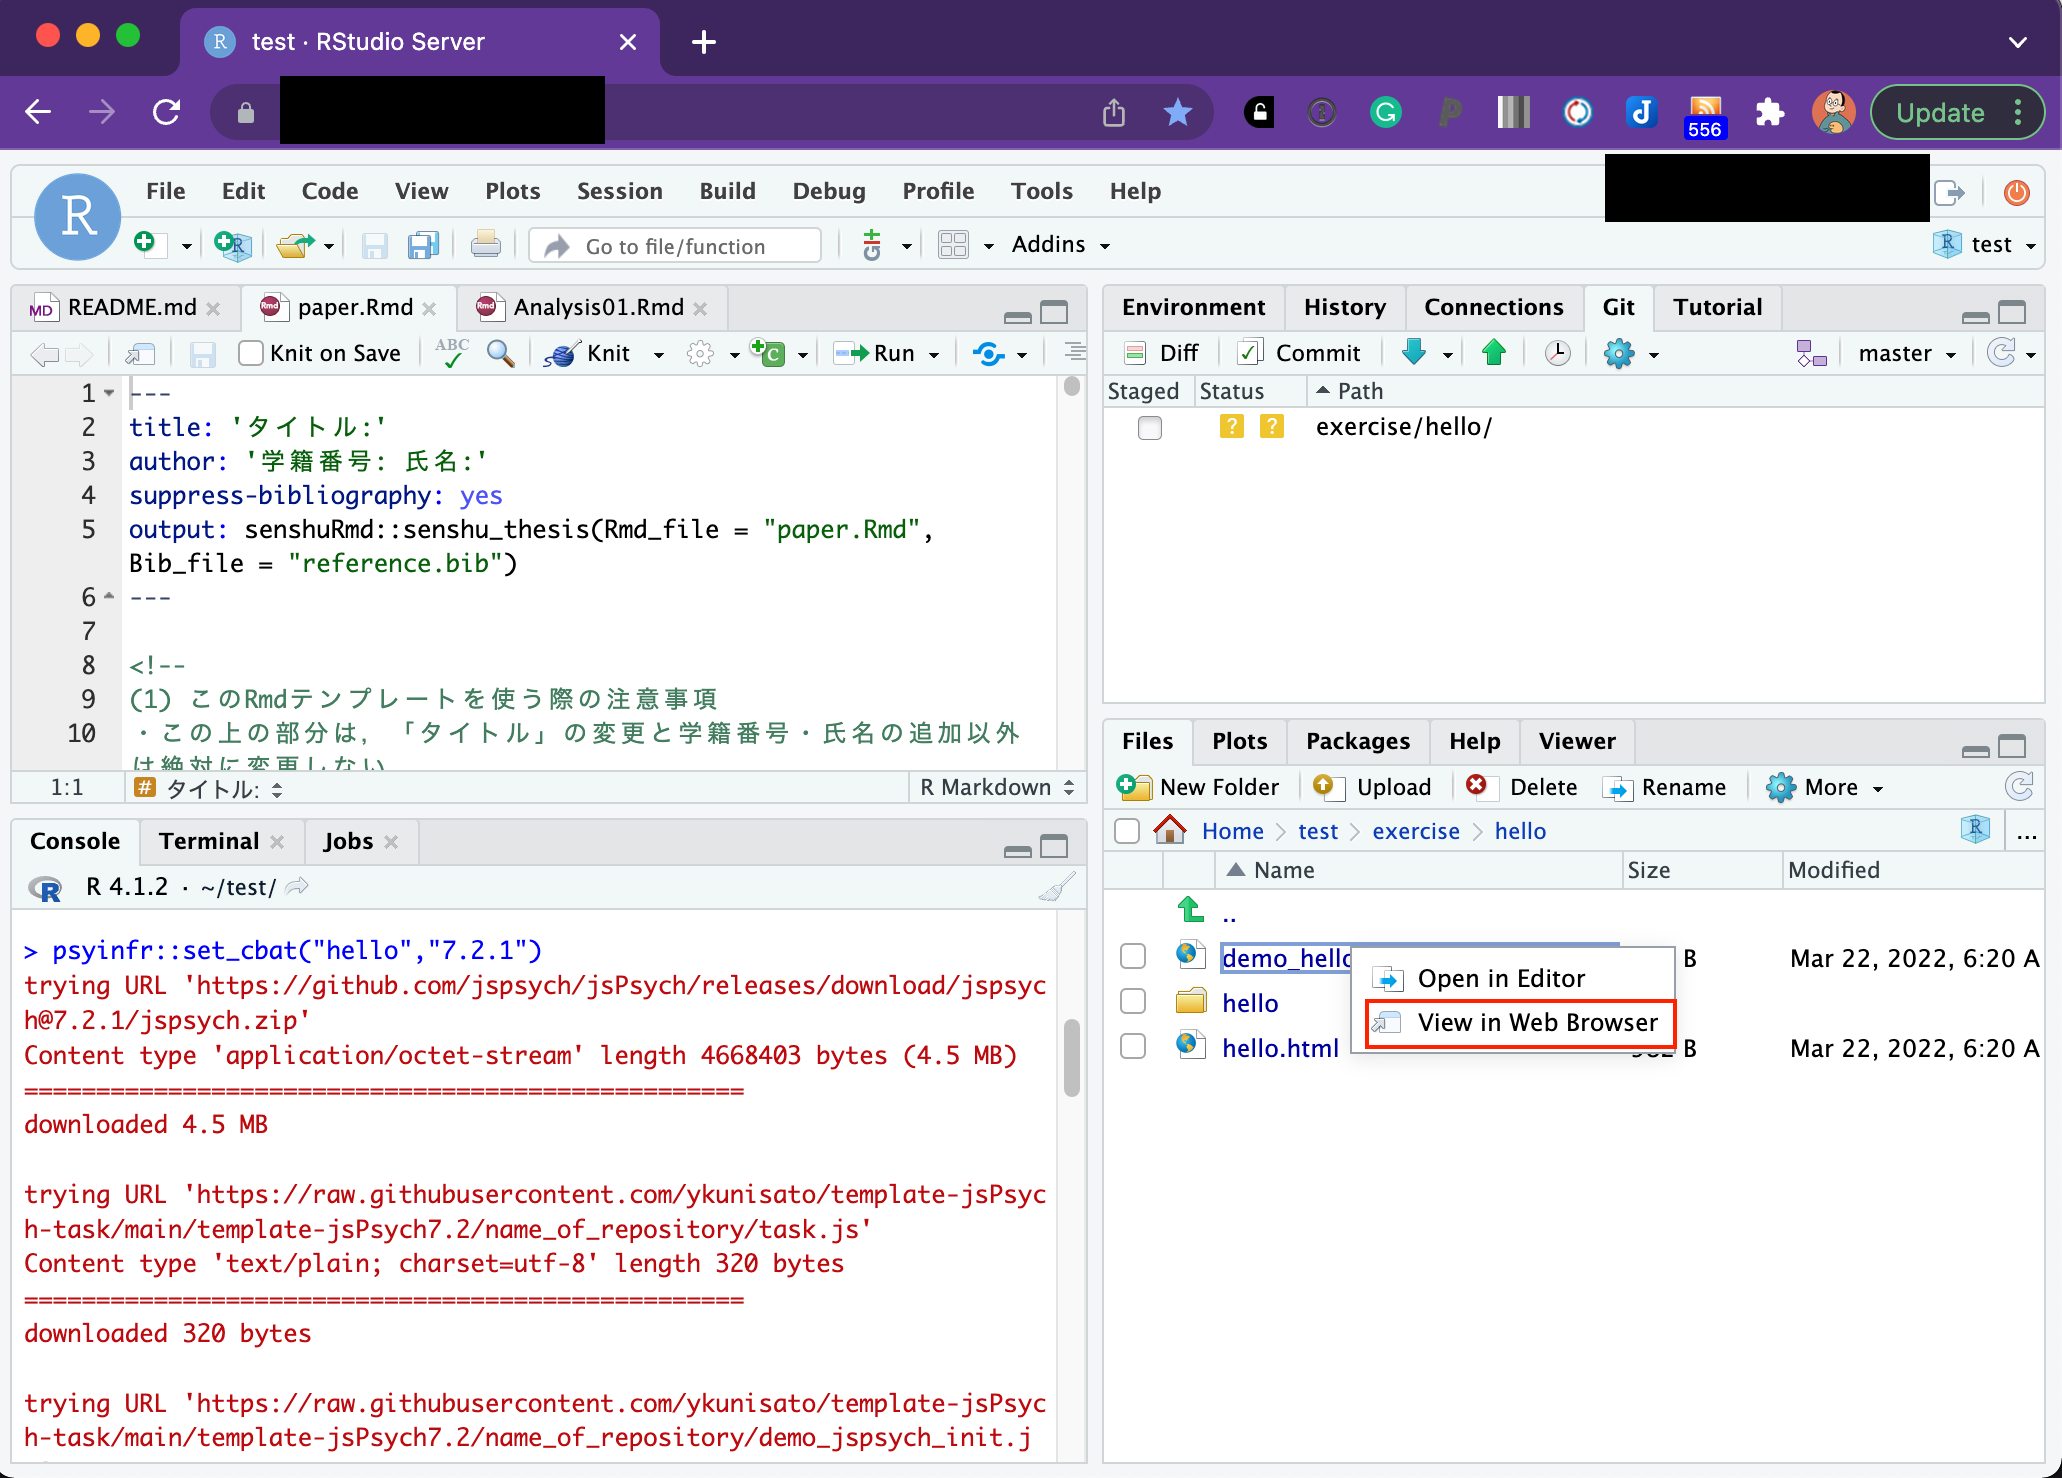 test · RStudio Server
Update
556
File Edit Code View Plots Session Build Debug Profile Tools Help
Go to file/function
Addins
test
README.md
paper.Rmd
Analysis01.Rmd
Knit on Save
ABC
Knit
Run
1 ---
2 title: 'タイトル:'
3 author: '学籍番号: 氏名:'
4 suppress-bibliography: yes
5 output: senshuRmd::senshu_thesis(Rmd_file = "paper.Rmd",
Bib_file = "reference.bib")
6 ---
7
8 <!--
9 (1) このRmdテンプレートを使う際の注意事項
10 ・この上の部分は,「タイトル」の変更と学籍番号・氏名の追加以外
は絶対に変更しない
1:1
# タイトル:
R Markdown
Console Terminal Jobs
R 4.1.2 · ~/test/
> psyinfr::set_cbat("hello","7.2.1")
trying URL 'https://github.com/jspsych/jsPsych/releases/download/jspsyc
h@7.2.1/jspsych.zip'
Content type 'application/octet-stream' length 4668403 bytes (4.5 MB)
==================================================
downloaded 4.5 MB
trying URL 'https://raw.githubusercontent.com/ykunisato/template-jsPsyc
h-task/main/template-jsPsych7.2/name_of_repository/task.js'
Content type 'text/plain; charset=utf-8' length 320 bytes
==================================================
downloaded 320 bytes
trying URL 'https://raw.githubusercontent.com/ykunisato/template-jsPsyc
h-task/main/template-jsPsych7.2/name_of_repository/demo_jspsych_init.j
Environment History Connections Git Tutorial
Diff Commit master
Staged Status Path
? ? exercise/hello/
Files Plots Packages Help Viewer
New Folder Upload Delete Rename More
Home test exercise hello ...
Name Size Modified
..
demo_hello B Mar 22, 2022, 6:20 A
Open in Editor
hello
View in Web Browser
hello.html B Mar 22, 2022, 6:20 A